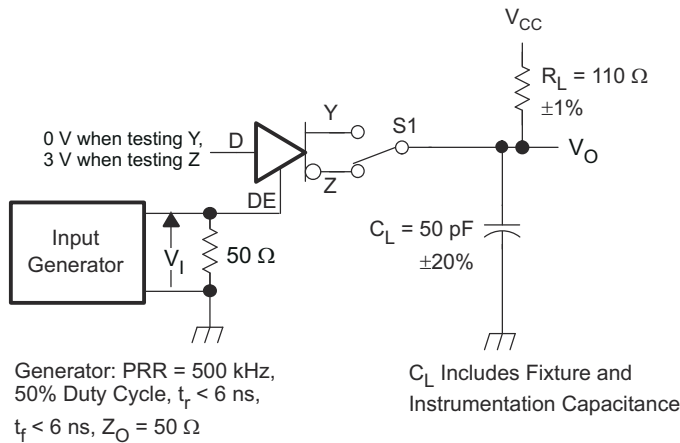 V_CC
R_L = 110 Ω
±1%
Y
S1
0 V when testing Y,
3 V when testing Z
D
Z
V_O
DE
Input
Generator
V_I
50 Ω
C_L = 50 pF
±20%
Generator: PRR = 500 kHz,
50% Duty Cycle, t_r < 6 ns,
t_f < 6 ns, Z_O = 50 Ω
C_L Includes Fixture and
Instrumentation Capacitance